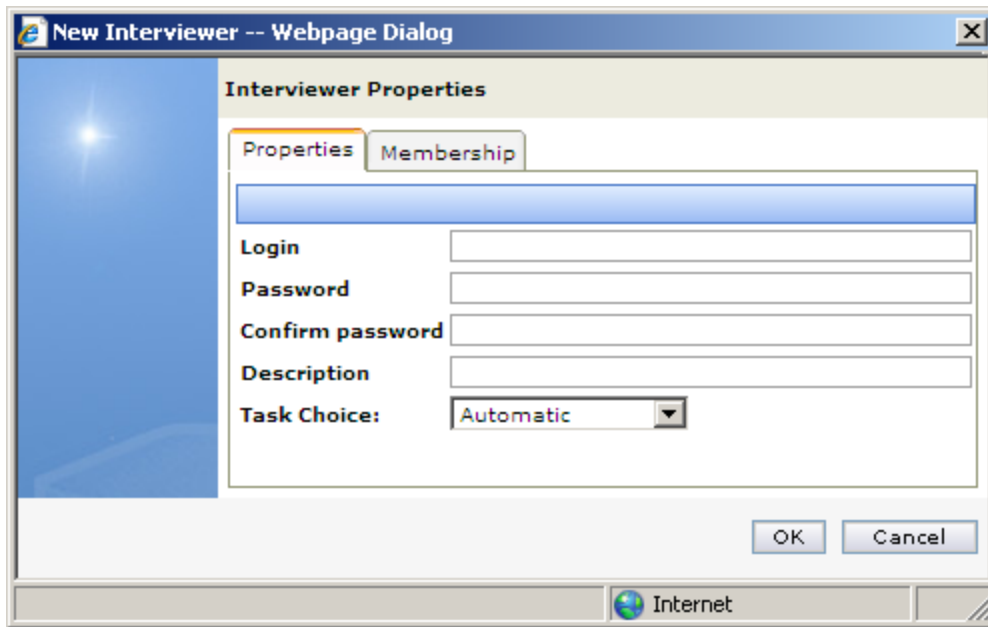 New Interviewer -- Webpage Dialog
Interviewer Properties
Properties Membership
Login
Password
Confirm password
Description
Task Choice: Automatic
OK Cancel
Internet